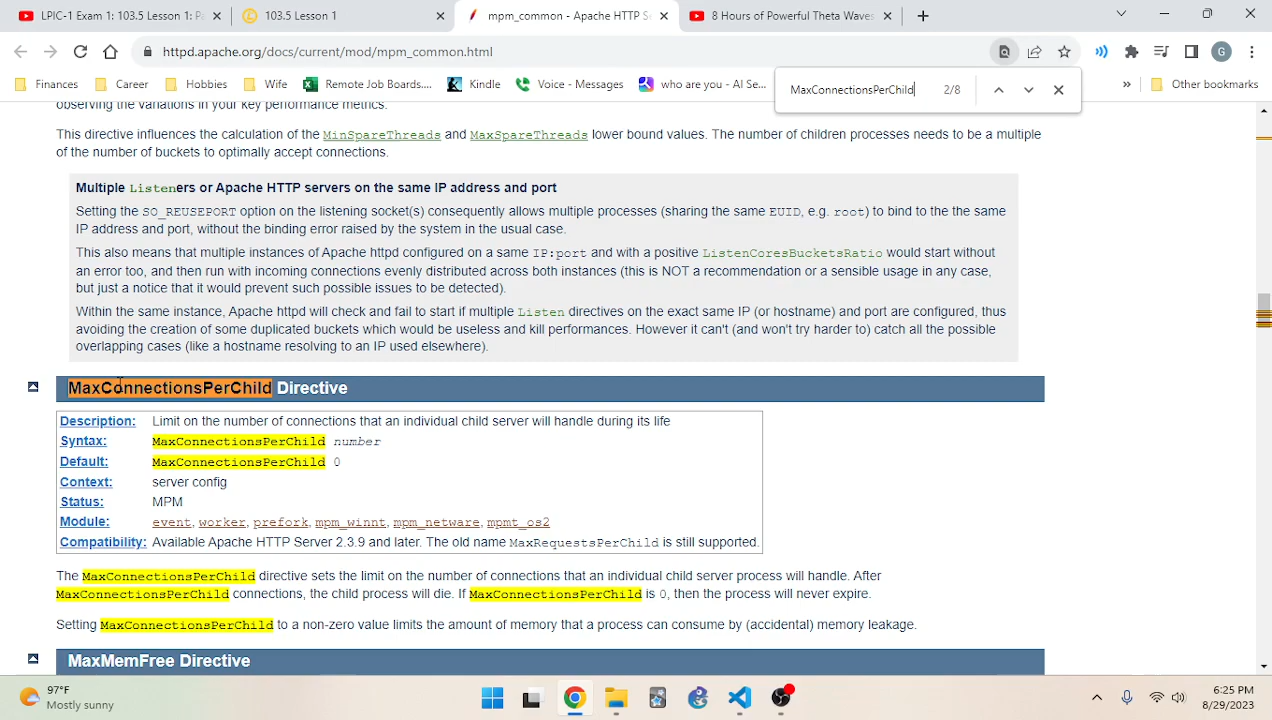 LPIC-1 Exam 1: 103.5 Lesson 1: Pa
103.5 Lesson 1
mpm_common - Apache HTTP Se
8 Hours of Powerful Theta Waves
httpd.apache.org/docs/current/mod/mpm_common.html
G
Finances
Career
Hobbies
Wife
Remote Job Boards....
Kindle
Voice - Messages
who are you - AI Se...
»
Other bookmarks
MaxConnectionsPerChild 2/8
observing the variations in your key performance metrics.
This directive influences the calculation of the MinSpareThreads and MaxSpareThreads lower bound values. The number of children processes needs to be a multiple
of the number of buckets to optimally accept connections.
Multiple Listeners or Apache HTTP servers on the same IP address and port
Setting the SO_REUSEPORT option on the listening socket(s) consequently allows multiple processes (sharing the same EUID, e.g. root) to bind to the the same
IP address and port, without the binding error raised by the system in the usual case.
This also means that multiple instances of Apache httpd configured on a same IP:port and with a positive ListenCoresBucketsRatio would start without
an error too, and then run with incoming connections evenly distributed across both instances (this is NOT a recommendation or a sensible usage in any case,
but just a notice that it would prevent such possible issues to be detected).
Within the same instance, Apache httpd will check and fail to start if multiple Listen directives on the exact same IP (or hostname) and port are configured, thus
avoiding the creation of some duplicated buckets which would be useless and kill performances. However it can't (and won't try harder to) catch all the possible
overlapping cases (like a hostname resolving to an IP used elsewhere).
MaxConnectionsPerChild Directive
Description: Limit on the number of connections that an individual child server will handle during its life
Syntax: MaxConnectionsPerChild number
Default: MaxConnectionsPerChild 0
Context: server config
Status: MPM
Module: event, worker, prefork, mpm_winnt, mpm_netware, mpmt_os2
Compatibility: Available Apache HTTP Server 2.3.9 and later. The old name MaxRequestsPerChild is still supported.
The MaxConnectionsPerChild directive sets the limit on the number of connections that an individual child server process will handle. After
MaxConnectionsPerChild connections, the child process will die. If MaxConnectionsPerChild is 0, then the process will never expire.
Setting MaxConnectionsPerChild to a non-zero value limits the amount of memory that a process can consume by (accidental) memory leakage.
MaxMemFree Directive
97°F
Mostly sunny
6:25 PM
8/29/2023